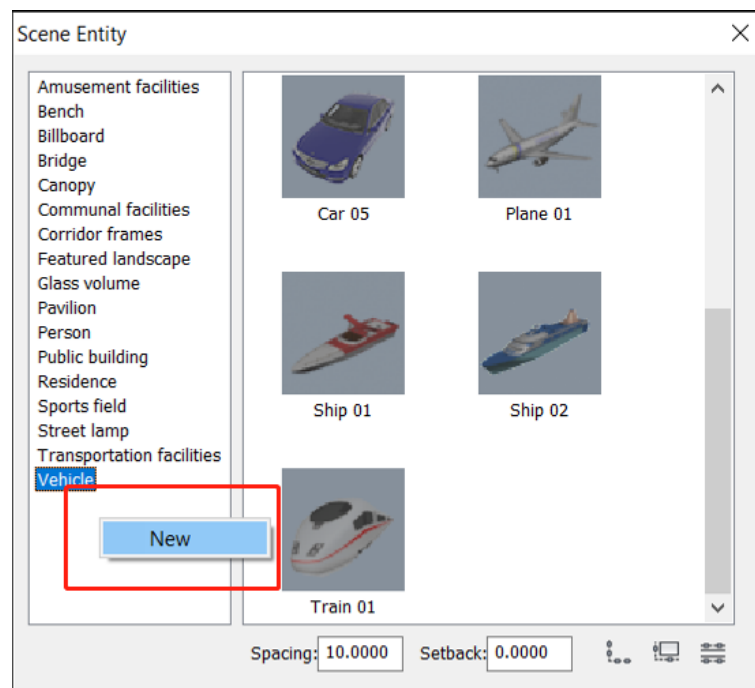 Scene Entity
Amusement facilities
Bench
Billboard
Bridge
Canopy
Communal facilities
Corridor frames
Featured landscape
Glass volume
Pavilion
Person
Public building
Residence
Sports field
Street lamp
Transportation facilities
Vehicle
New
Car 05
Plane 01
Ship 01
Ship 02
Train 01
Spacing: 10.0000 Setback: 0.0000